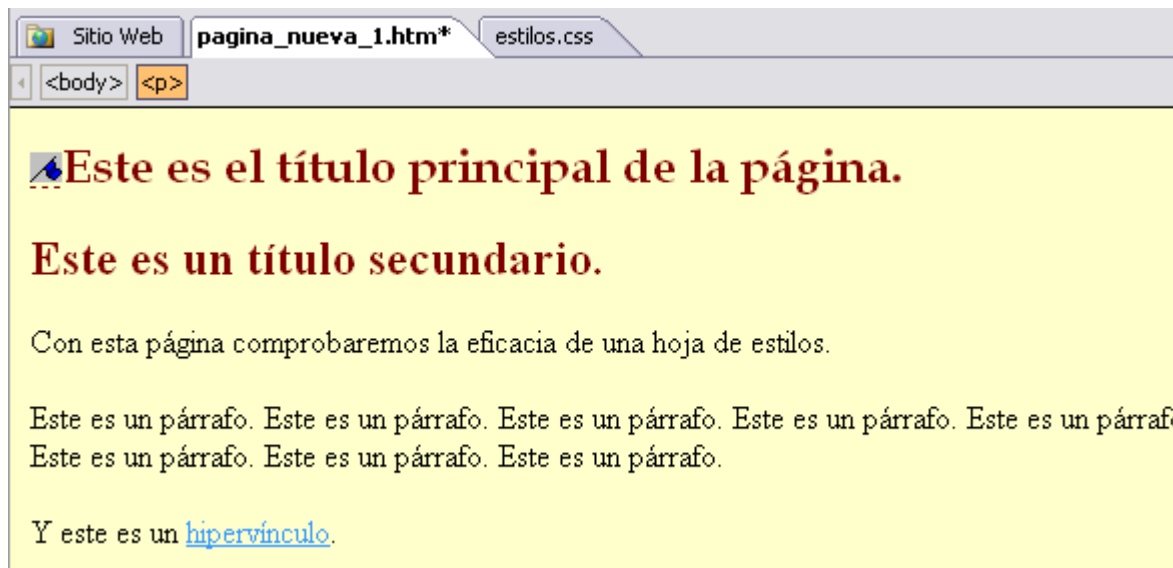 Sitio Web pagina_nueva_1.htm* estilos.css
<body> <p>
Este es el título principal de la página.
Este es un título secundario.
Con esta página comprobaremos la eficacia de una hoja de estilos.
Este es un párrafo. Este es un párrafo. Este es un párrafo. Este es un párrafo. Este es un párraf
Este es un párrafo. Este es un párrafo. Este es un párrafo.
Y este es un hipervínculo.